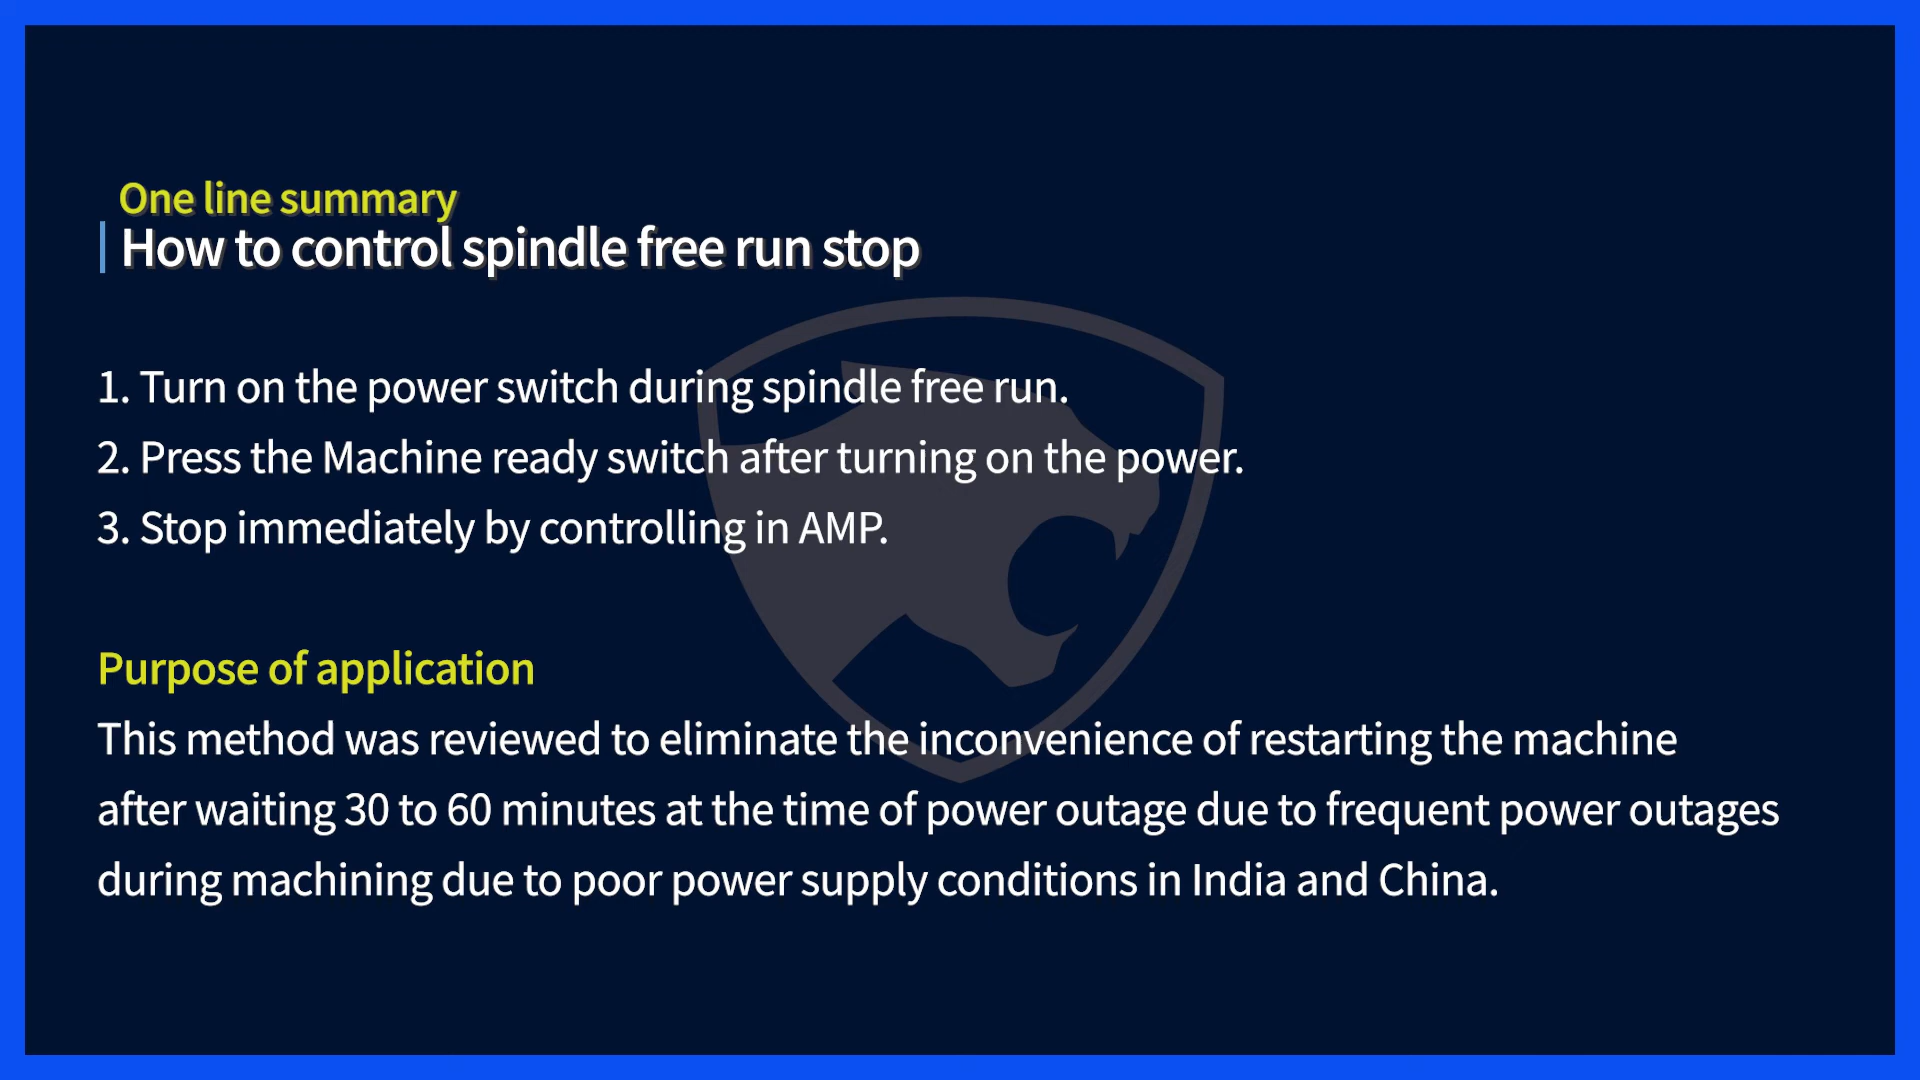 One line summary
How to control spindle free run stop
1. Turn on the power switch during spindle free run.
2. Press the Machine ready switch after turning on the power.
3. Stop immediately by controlling in AMP.
Purpose of application
This method was reviewed to eliminate the inconvenience of restarting the machine
after waiting 30 to 60 minutes at the time of power outage due to frequent power outages
during machining due to poor power supply conditions in India and China.